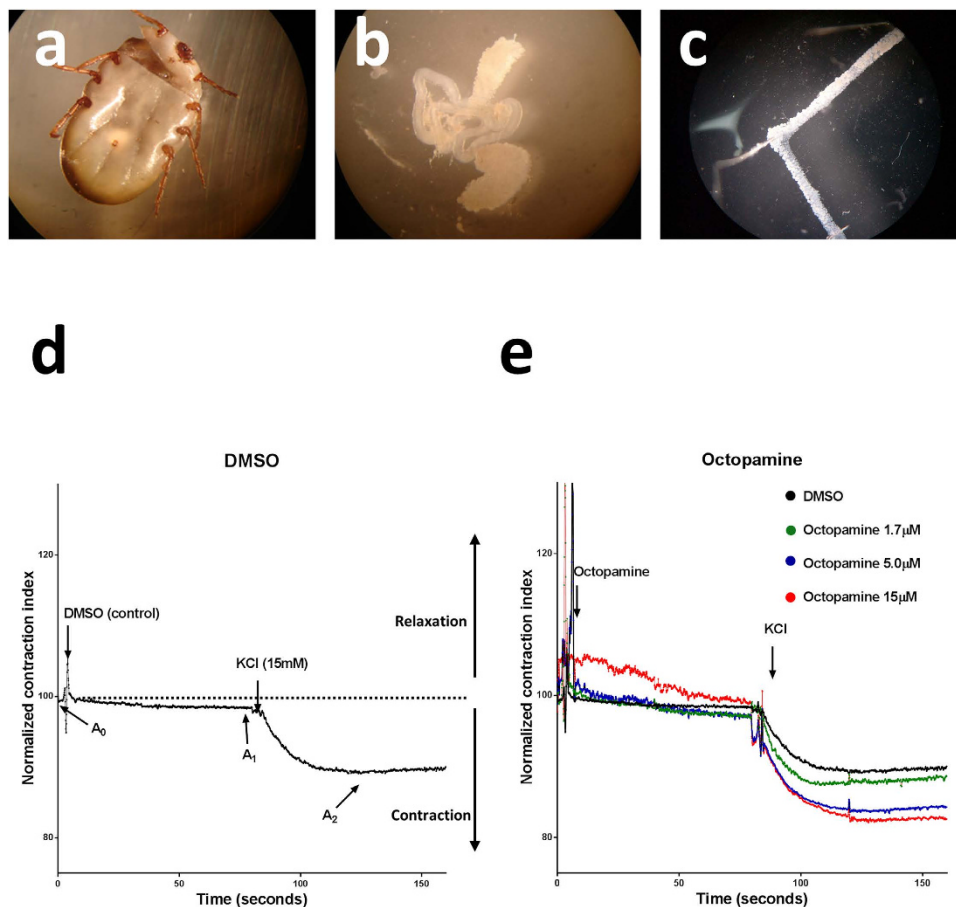 a
b
c
d
e
DMSO
Normalized contraction index
120
100
80
DMSO (control)
A0
KCl (15mM)
A1
A2
Relaxation
Contraction
0
50
100
150
Time (seconds)
Octopamine
Normalized contraction index
120
100
80
Octopamine
KCl
DMSO
Octopamine 1.7µM
Octopamine 5.0µM
Octopamine 15µM
0
50
100
150
Time (seconds)